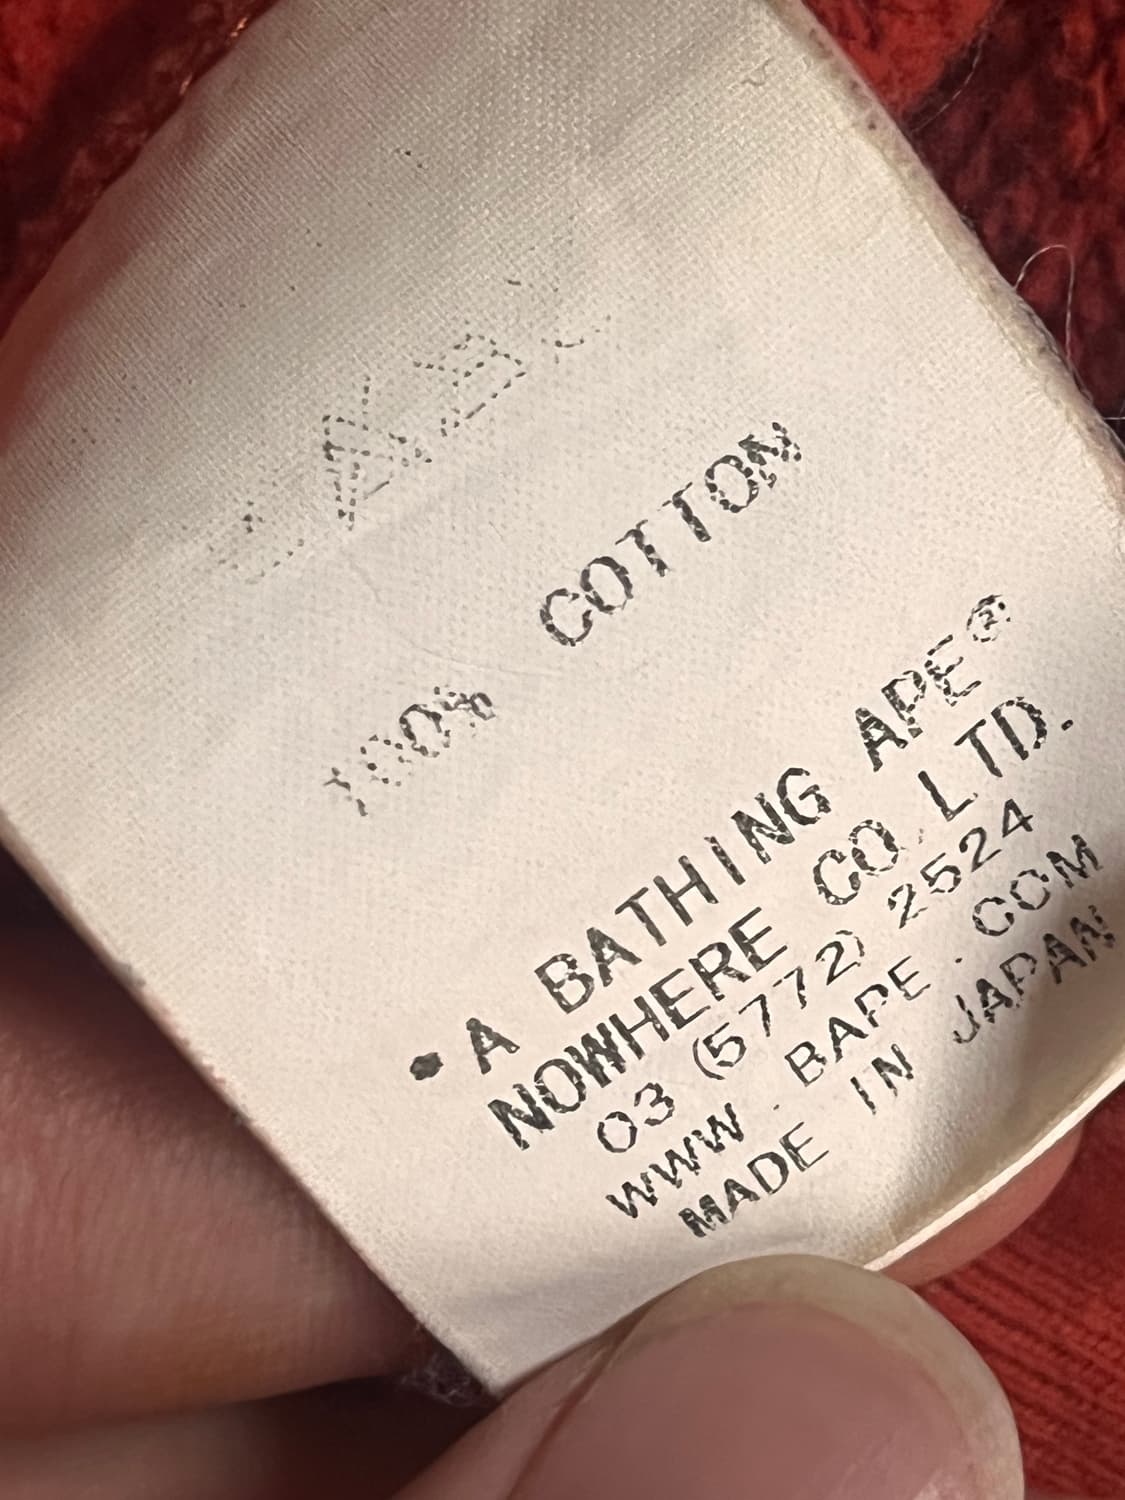 100% COTTON
• A BATHING APE®
NOWHERE CO. LTD.
03 (5772) 2524
WWW . BAPE . COM
MADE IN JAPAN